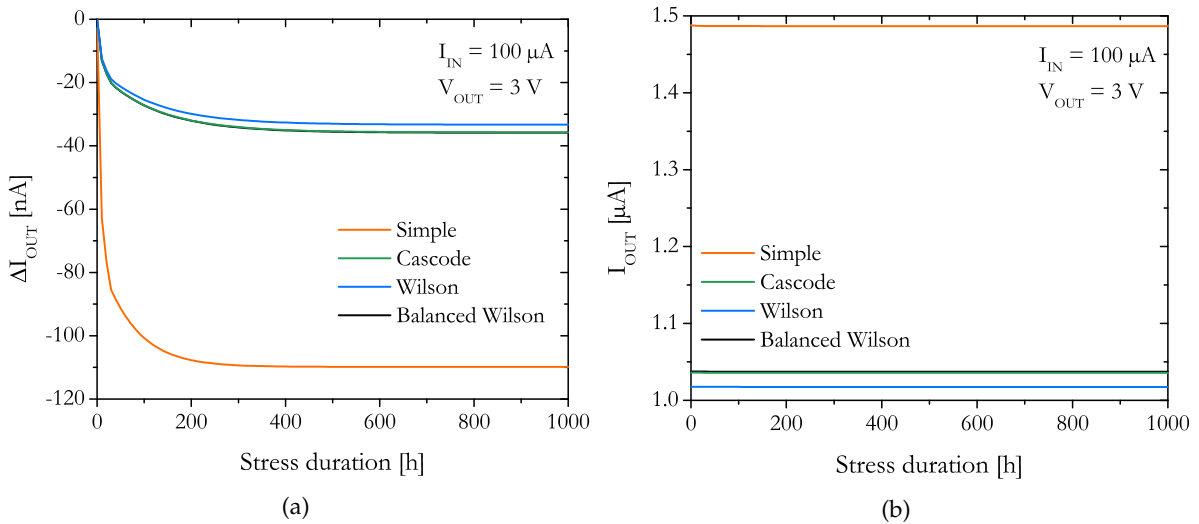 0
-20
-40
-60
-80
-100
-120
ΔI_OUT [nA]
I_IN = 100 μA
V_OUT = 3 V
Simple
Cascode
Wilson
Balanced Wilson
0 200 400 600 800 1000
Stress duration [h]
(a)
1.5
1.4
1.3
1.2
1.1
1.0
I_OUT [μA]
I_IN = 100 μA
V_OUT = 3 V
Simple
Cascode
Wilson
Balanced Wilson
0 200 400 600 800 1000
Stress duration [h]
(b)